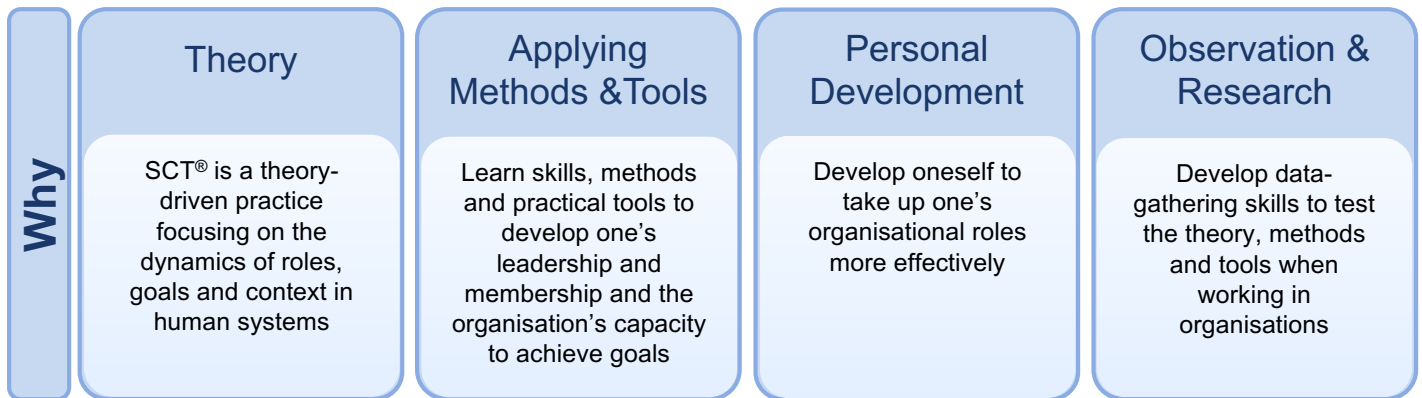 Why
Theory
SCT® is a theory-
driven practice
focusing on the
dynamics of roles,
goals and context in
human systems
Applying
Methods &Tools
Learn skills, methods
and practical tools to
develop one’s
leadership and
membership and the
organisation’s capacity
to achieve goals
Personal
Development
Develop oneself to
take up one’s
organisational roles
more effectively
Observation &
Research
Develop data-
gathering skills to test
the theory, methods
and tools when
working in
organisations